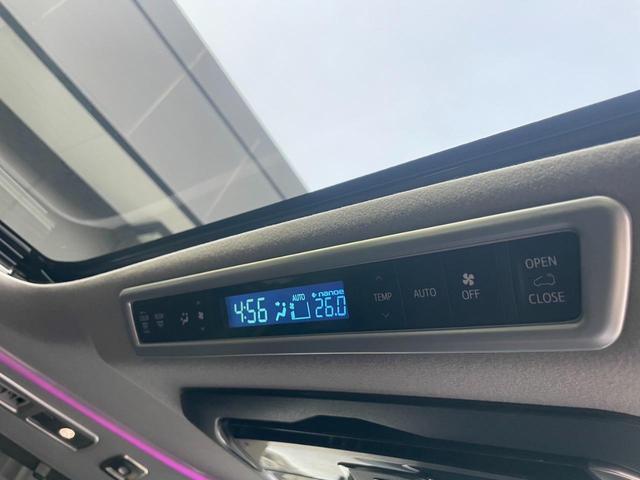 4:56 AUTO nanoe 26.0
TEMP
AUTO
OFF
OPEN
CLOSE